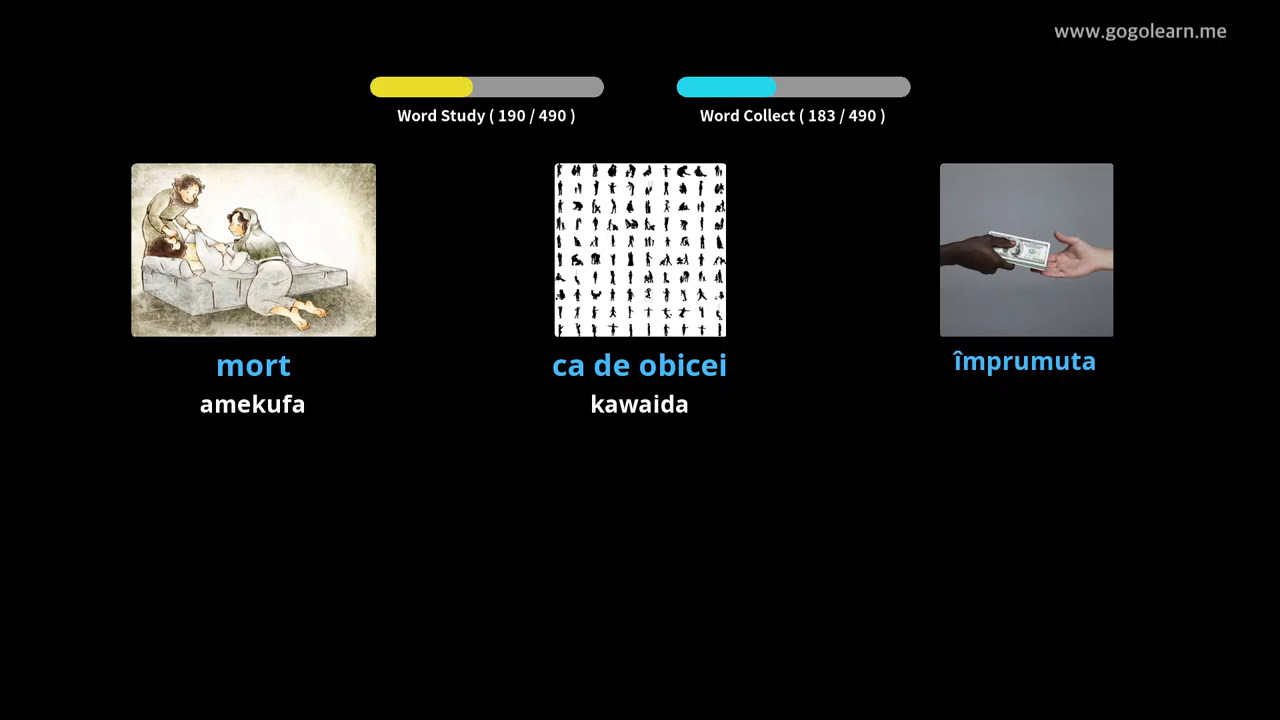 www.gogolearn.me
Word Study ( 190 / 490 )
Word Collect ( 183 / 490 )
mort
amekufa
ca de obicei
kawaida
împrumuta